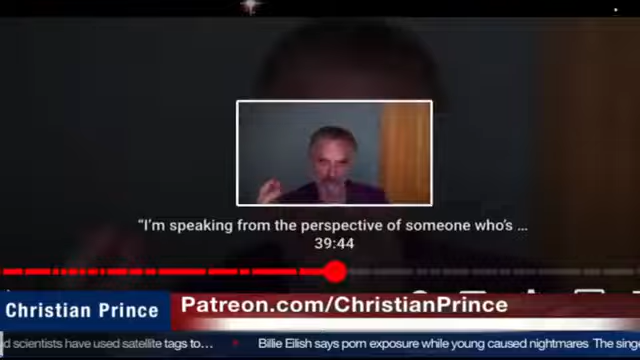 "I'm speaking from the perspective of someone who's ...
39:44
Christian Prince
Patreon.com/ChristianPrince
d scientists have used satellite tags to... • Billie Eilish says porn exposure while young caused nightmares The sing